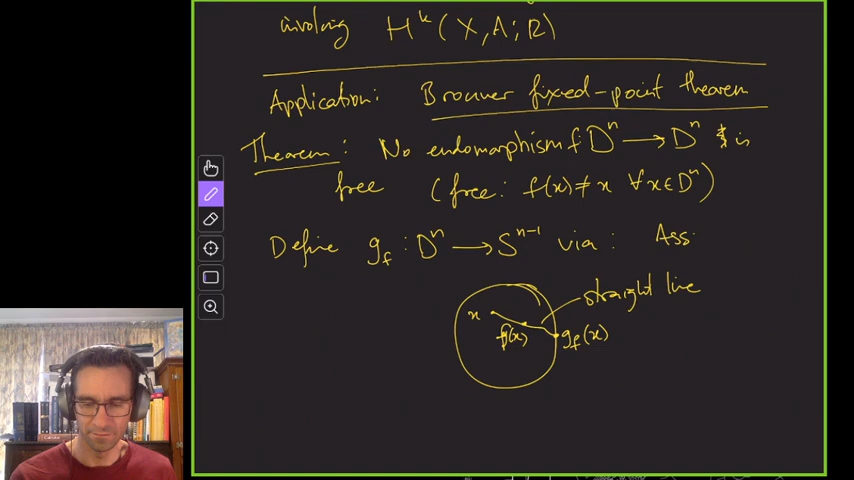 involving H^k(X,A;R)
Application: Brouwer fixed-point theorem
Theorem: No endomorphism f: D^n → D^n is
free (free: f(x) ≠ x ∀x∈D^n)
Define g_f : D^n → S^{n-1} via: Ass
straight line
x
f(x)
g_f(x)